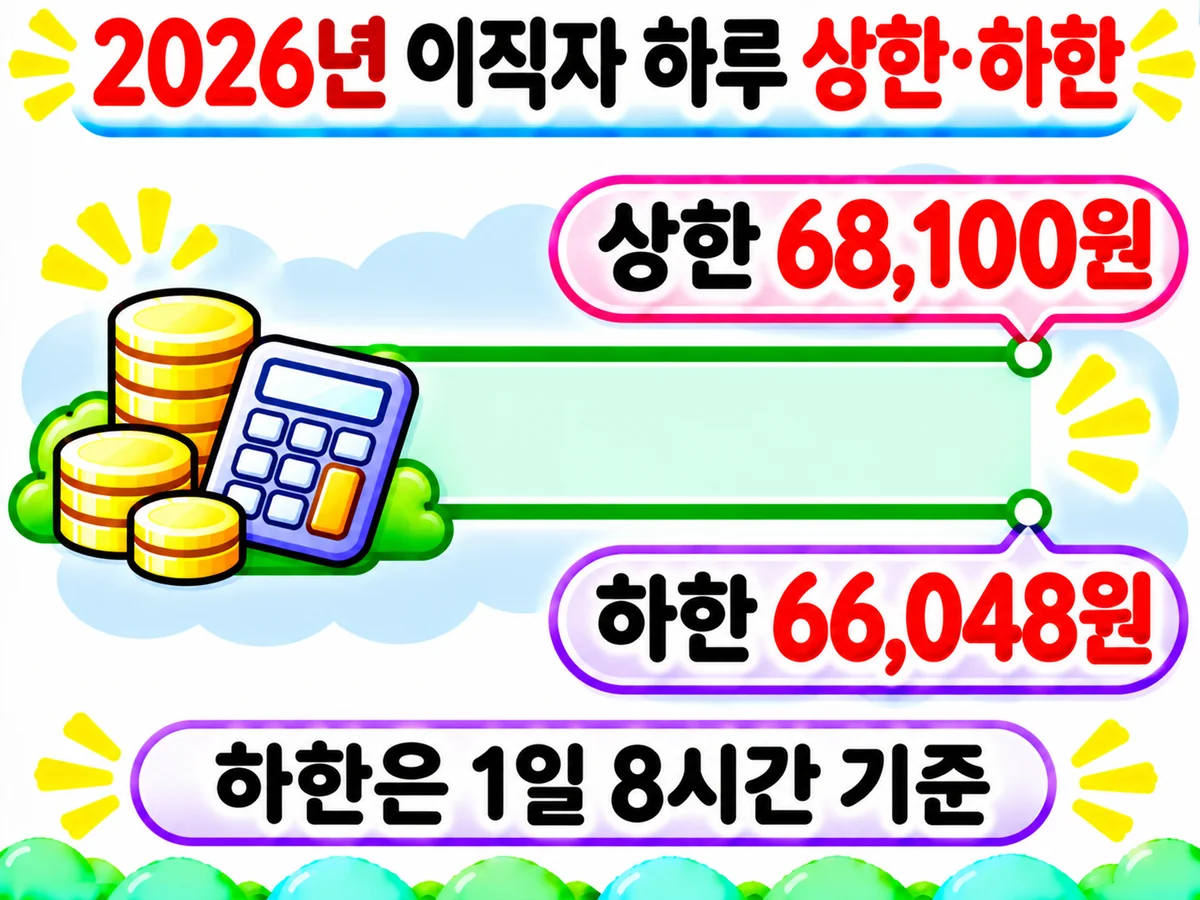 2026년 이직자 하루 상한·하한
상한 68,100원
하한 66,048원
하한은 1일 8시간 기준